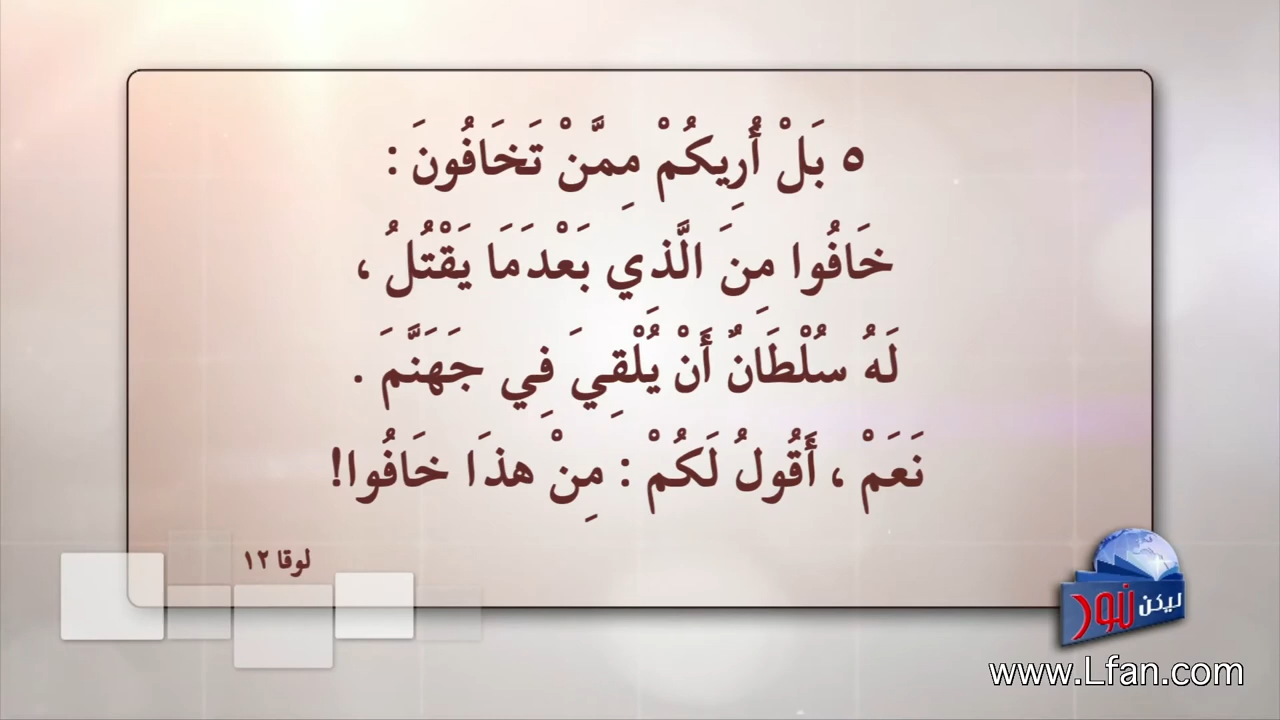 ٥ بَلْ أُرِيكُمْ مِمَّنْ تَخَافُونَ :
خَافُوا مِنَ الَّذِي بَعْدَمَا يَقْتُلُ ،
لَهُ سُلْطَانٌ أَنْ يُلْقِيَ فِي جَهَنَّمَ .
نَعَمْ ، أَقُولُ لَكُمْ : مِنْ هذَا خَافُوا!
لوقا ١٢
ليكن نور
www.Lfan.com